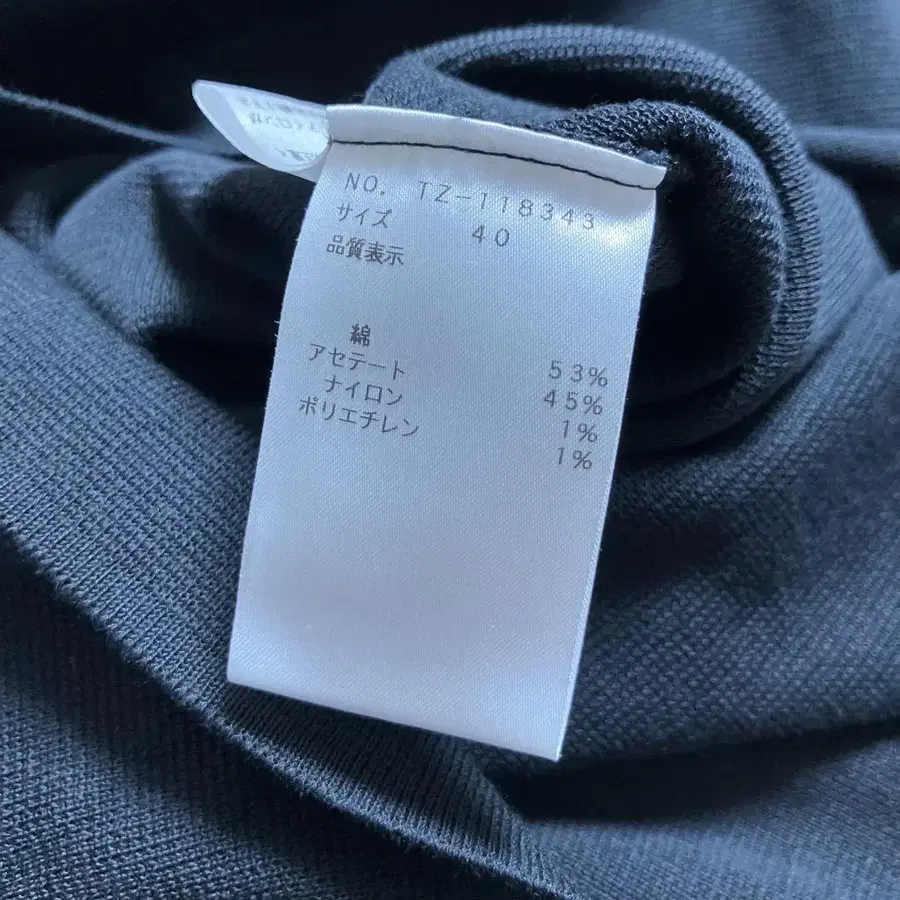 NO. TZ-118343
サイズ 40
品質表示
綿 53%
アセテート 45%
ナイロン 1%
ポリエチレン 1%